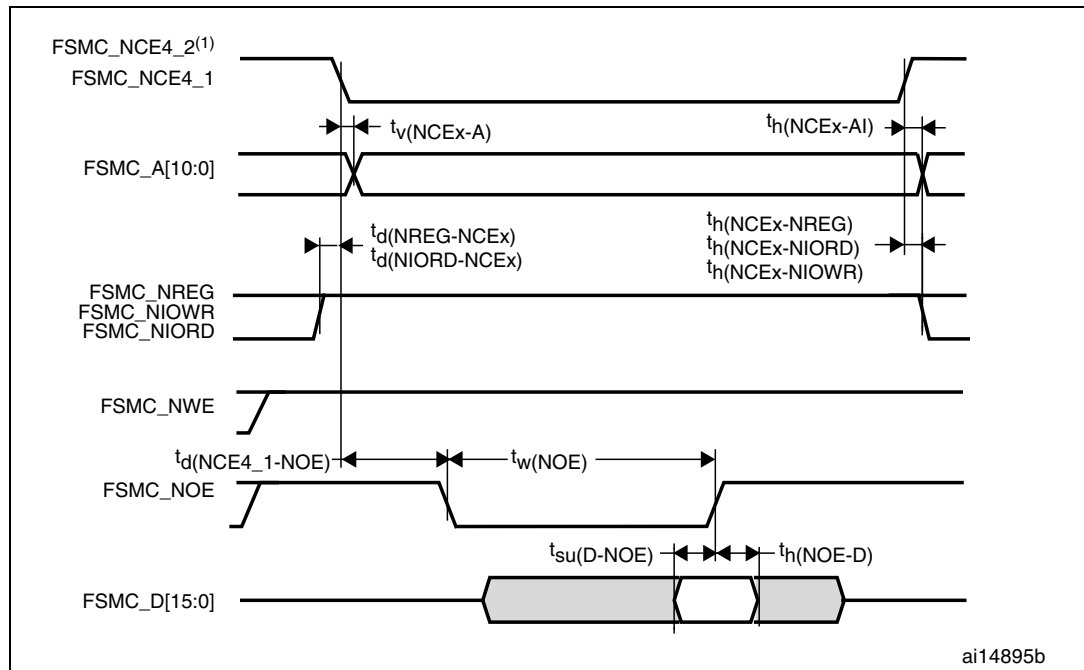 FSMC_NCE4_2(1)
FSMC_NCE4_1
tv(NCEx-A)
th(NCEx-AI)
FSMC_A[10:0]
td(NREG-NCEx)
td(NIORD-NCEx)
th(NCEx-NREG)
th(NCEx-NIORD)
th(NCEx-NIOWR)
FSMC_NREG
FSMC_NIOWR
FSMC_NIORD
FSMC_NWE
td(NCE4_1-NOE)
tw(NOE)
FSMC_NOE
tsu(D-NOE)
th(NOE-D)
FSMC_D[15:0]
ai14895b